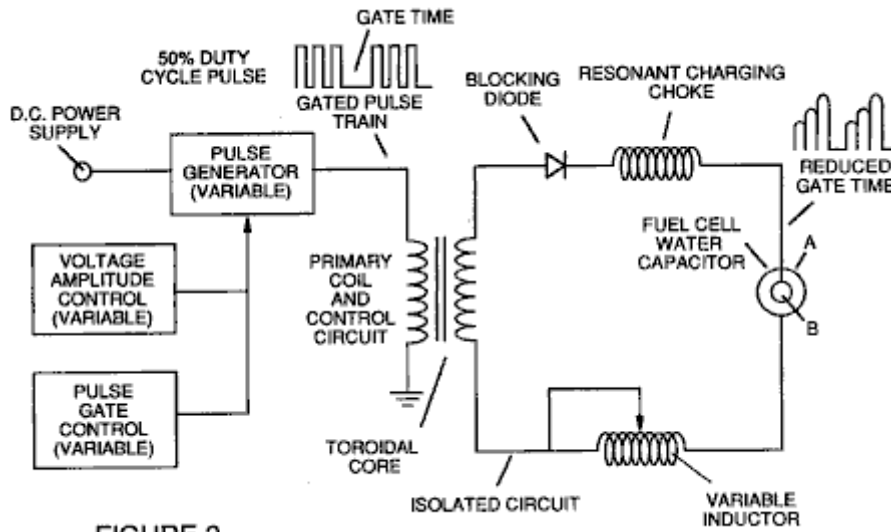 GATE TIME
50% DUTY
CYCLE PULSE
GATED PULSE
TRAIN
BLOCKING
DIODE
RESONANT CHARGING
CHOKE
D.C. POWER
SUPPLY
PULSE
GENERATOR
(VARIABLE)
REDUCED
GATE TIME
FUEL CELL
WATER
CAPACITOR
A
B
VOLTAGE
AMPLITUDE
CONTROL
(VARIABLE)
PRIMARY
COIL
AND
CONTROL
CIRCUIT
PULSE
GATE
CONTROL
(VARIABLE)
TOROIDAL
CORE
ISOLATED CIRCUIT
VARIABLE
INDUCTOR